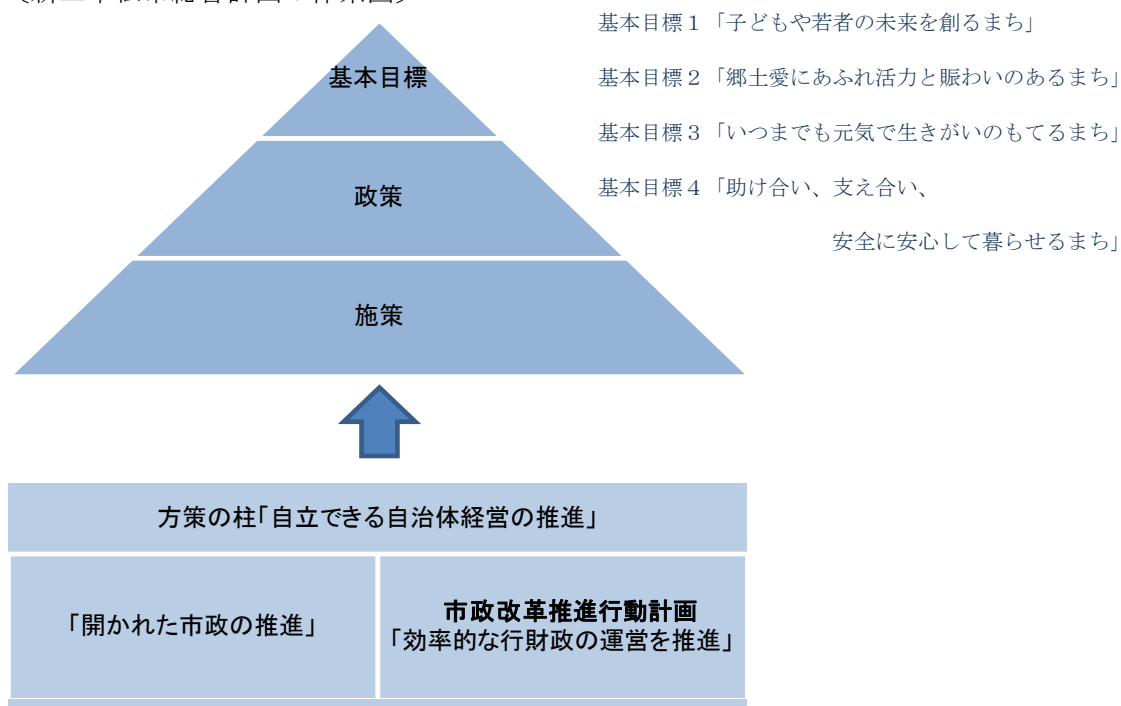 基本目標
政策
施策
基本目標１「子どもや若者の未来を創るまち」
基本目標２「郷土愛にあふれ活力と賑わいのあるまち」
基本目標３「いつまでも元気で生きがいのもてるまち」
基本目標４「助け合い、支え合い、
安全に安心して暮らせるまち」
方策の柱「自立できる自治体経営の推進」
「開かれた市政の推進」
市政改革推進行動計画
「効率的な行財政の運営を推進」